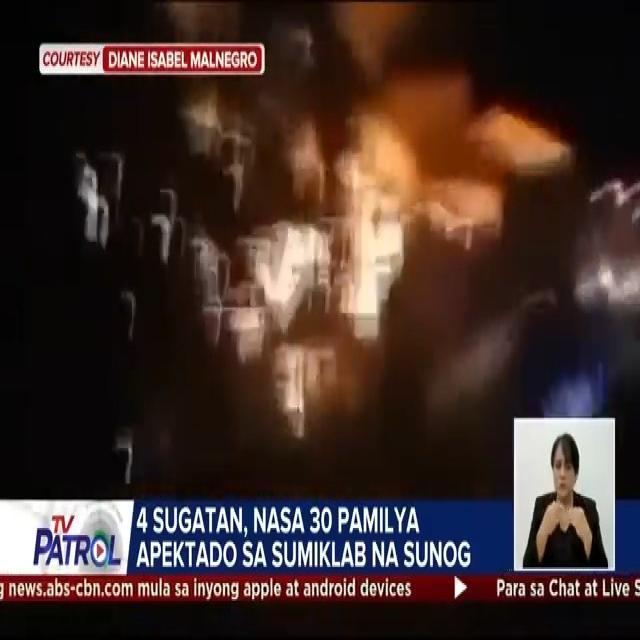 COURTESY DIANE ISABEL MALNEGRO
TV PATROL
4 SUGATAN, NASA 30 PAMILYA
APEKTADO SA SUMIKLAB NA SUNOG
g news.abs-cbn.com mula sa inyong apple at android devices Para sa Chat at Live S